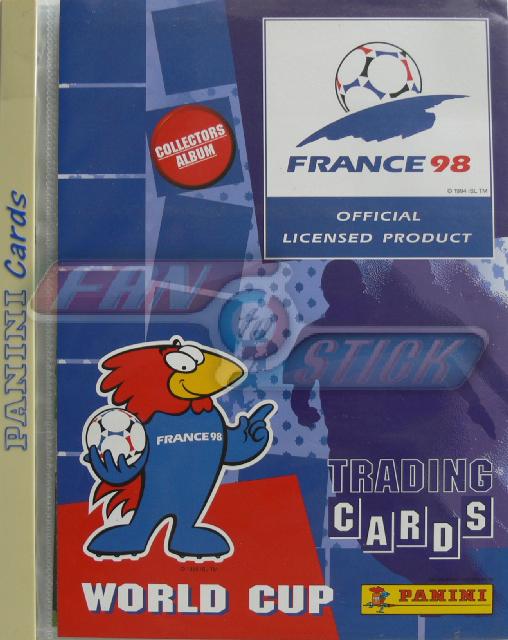 PANINI Cards
COLLECTORS
ALBUM
FRANCE 98
© 1994 ISL TM
OFFICIAL
LICENSED PRODUCT
FAN
STICK
FRANCE 98
TRADING
CARDS
WORLD CUP
PANINI